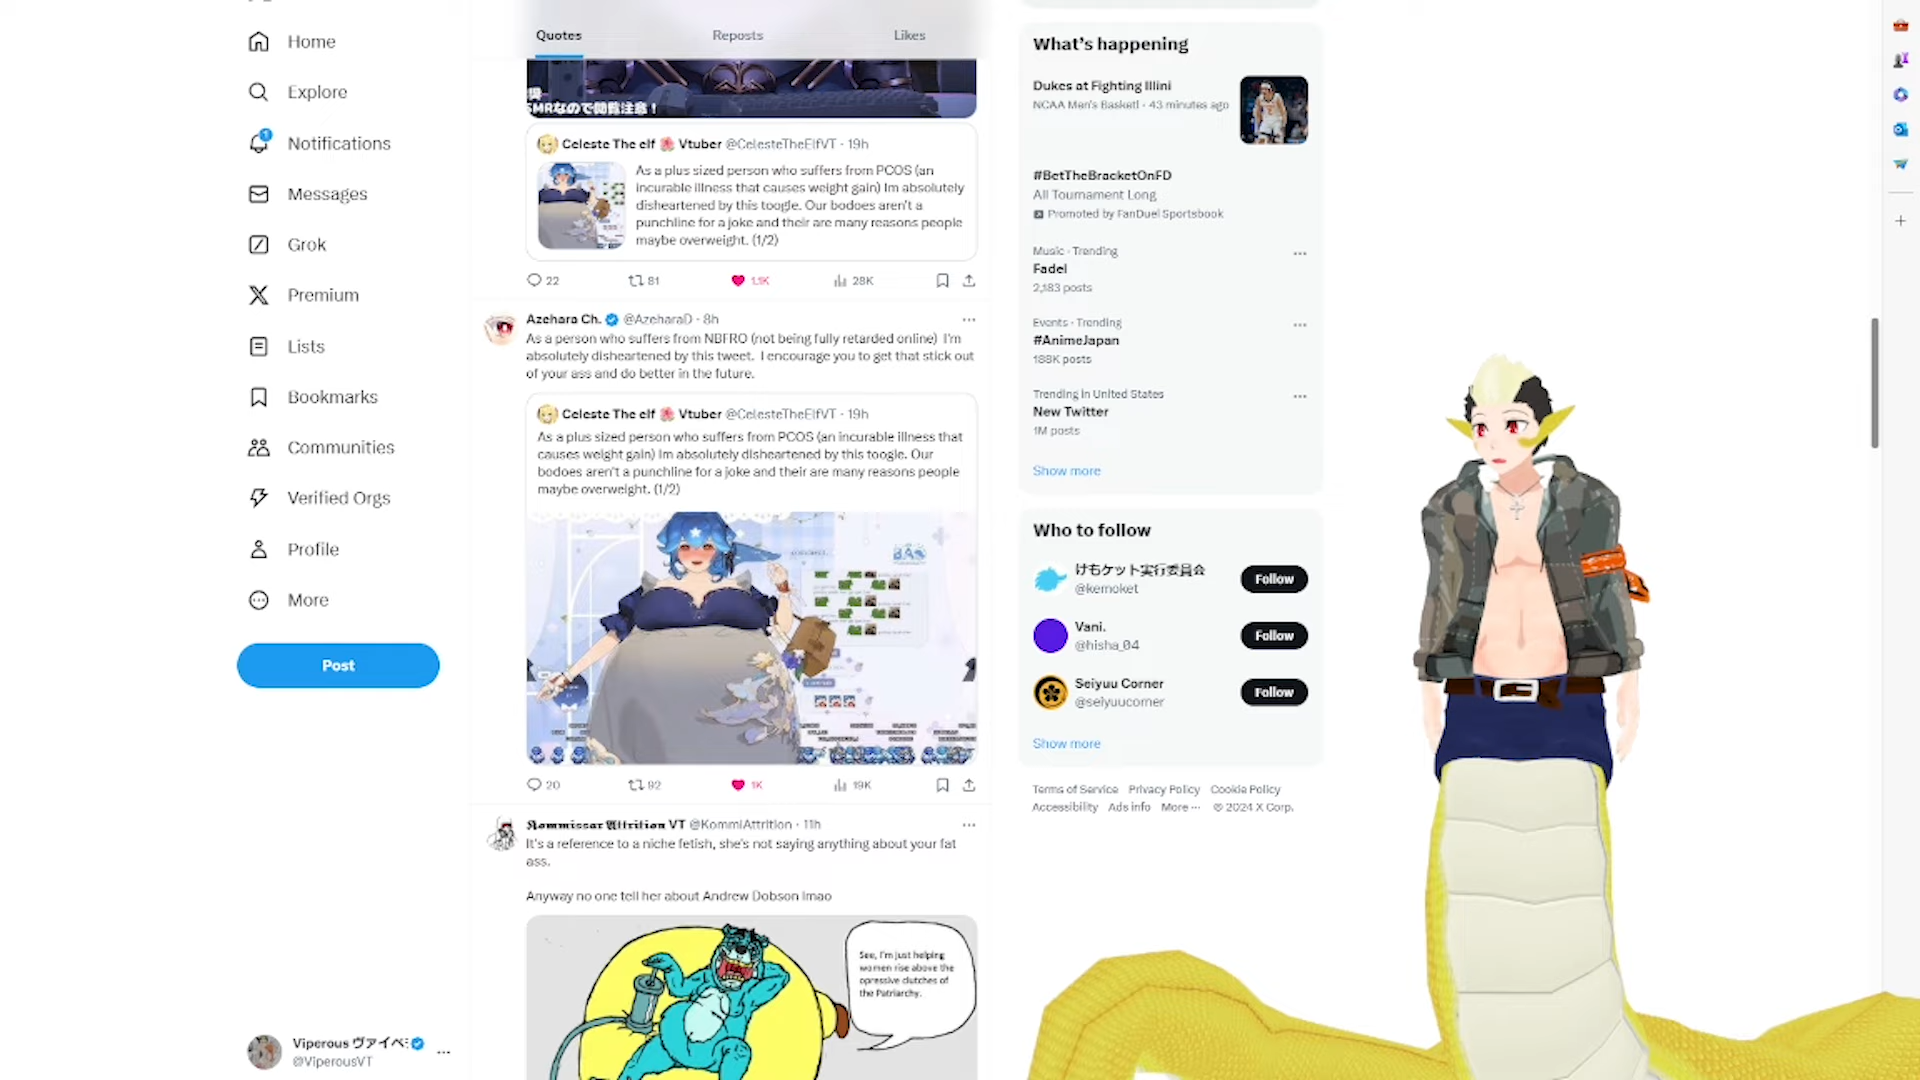 Home
Explore
Notifications
Messages
Grok
Premium
Lists
Bookmarks
Communities
Verified Orgs
Profile
More
Post
Viperous ヴァイペ
@ViperousVT
Quotes
Reposts
Likes
SMRなので閲覧注意！
Celeste The elf 🌺 Vtuber @CelesteTheElfVT · 19h
As a plus sized person who suffers from PCOS (an
incurable illness that causes weight gain) Im absolutely
disheartened by this toogle. Our bodoes aren't a
punchline for a joke and their are many reasons people
maybe overweight. (1/2)
22
81
1.1K
28K
Azehara Ch. @AzeharaD · 8h
As a person who suffers from NBFRO (not being fully retarded online) I'm
absolutely disheartened by this tweet. I encourage you to get that stick out
of your ass and do better in the future.
Celeste The elf 🌺 Vtuber @CelesteTheElfVT · 19h
As a plus sized person who suffers from PCOS (an incurable illness that
causes weight gain) Im absolutely disheartened by this toogle. Our
bodoes aren't a punchline for a joke and their are many reasons people
maybe overweight. (1/2)
20
92
1K
19K
Kommissar Attrition VT @KommiAttrition · 11h
It's a reference to a niche fetish, she's not saying anything about your fat
ass.
Anyway no one tell her about Andrew Dobson lmao
See, I'm just helping
women rise above the
opressive clutches of
the Patriarchy.
What's happening
Dukes at Fighting Illini
NCAA Men's Basketl · 43 minutes ago
#BetTheBracketOnFD
All Tournament Long
Promoted by FanDuel Sportsbook
Music · Trending
Fadel
2,183 posts
Events · Trending
#AnimeJapan
188K posts
Trending in United States
New Twitter
1M posts
Show more
Who to follow
けもケット実行委員会
@kemoket
Follow
Vani.
@hisha_04
Follow
Seiyuu Corner
@seiyuucorner
Follow
Show more
Terms of Service Privacy Policy Cookie Policy
Accessibility Ads info More ··· © 2024 X Corp.